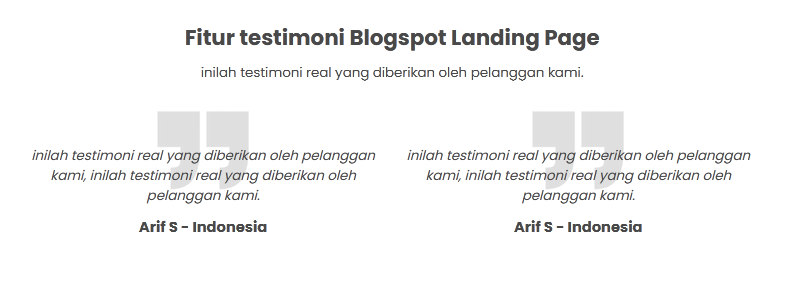 Fitur testimoni Blogspot Landing Page
inilah testimoni real yang diberikan oleh pelanggan kami.
inilah testimoni real yang diberikan oleh pelanggan
kami, inilah testimoni real yang diberikan oleh
pelanggan kami.
Arif S - Indonesia
inilah testimoni real yang diberikan oleh pelanggan
kami, inilah testimoni real yang diberikan oleh
pelanggan kami.
Arif S - Indonesia